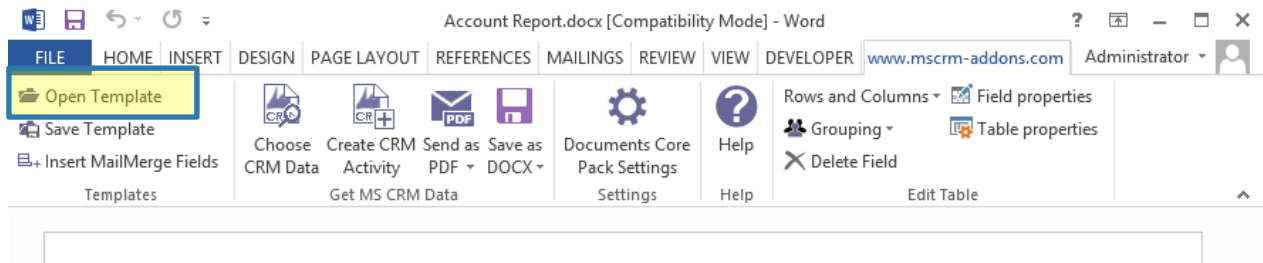 Account Report.docx [Compatibility Mode] - Word
FILE HOME INSERT DESIGN PAGE LAYOUT REFERENCES MAILINGS REVIEW VIEW DEVELOPER www.mscrm-addons.com Administrator
Open Template
Save Template
Insert MailMerge Fields
Templates
CRM
Choose
CRM Data
CR
Create CRM
Activity
PDF
Send as
PDF
Save as
DOCX
Get MS CRM Data
Documents Core
Pack Settings
Settings
Help
Help
Rows and Columns Field properties
Grouping Table properties
Delete Field
Edit Table